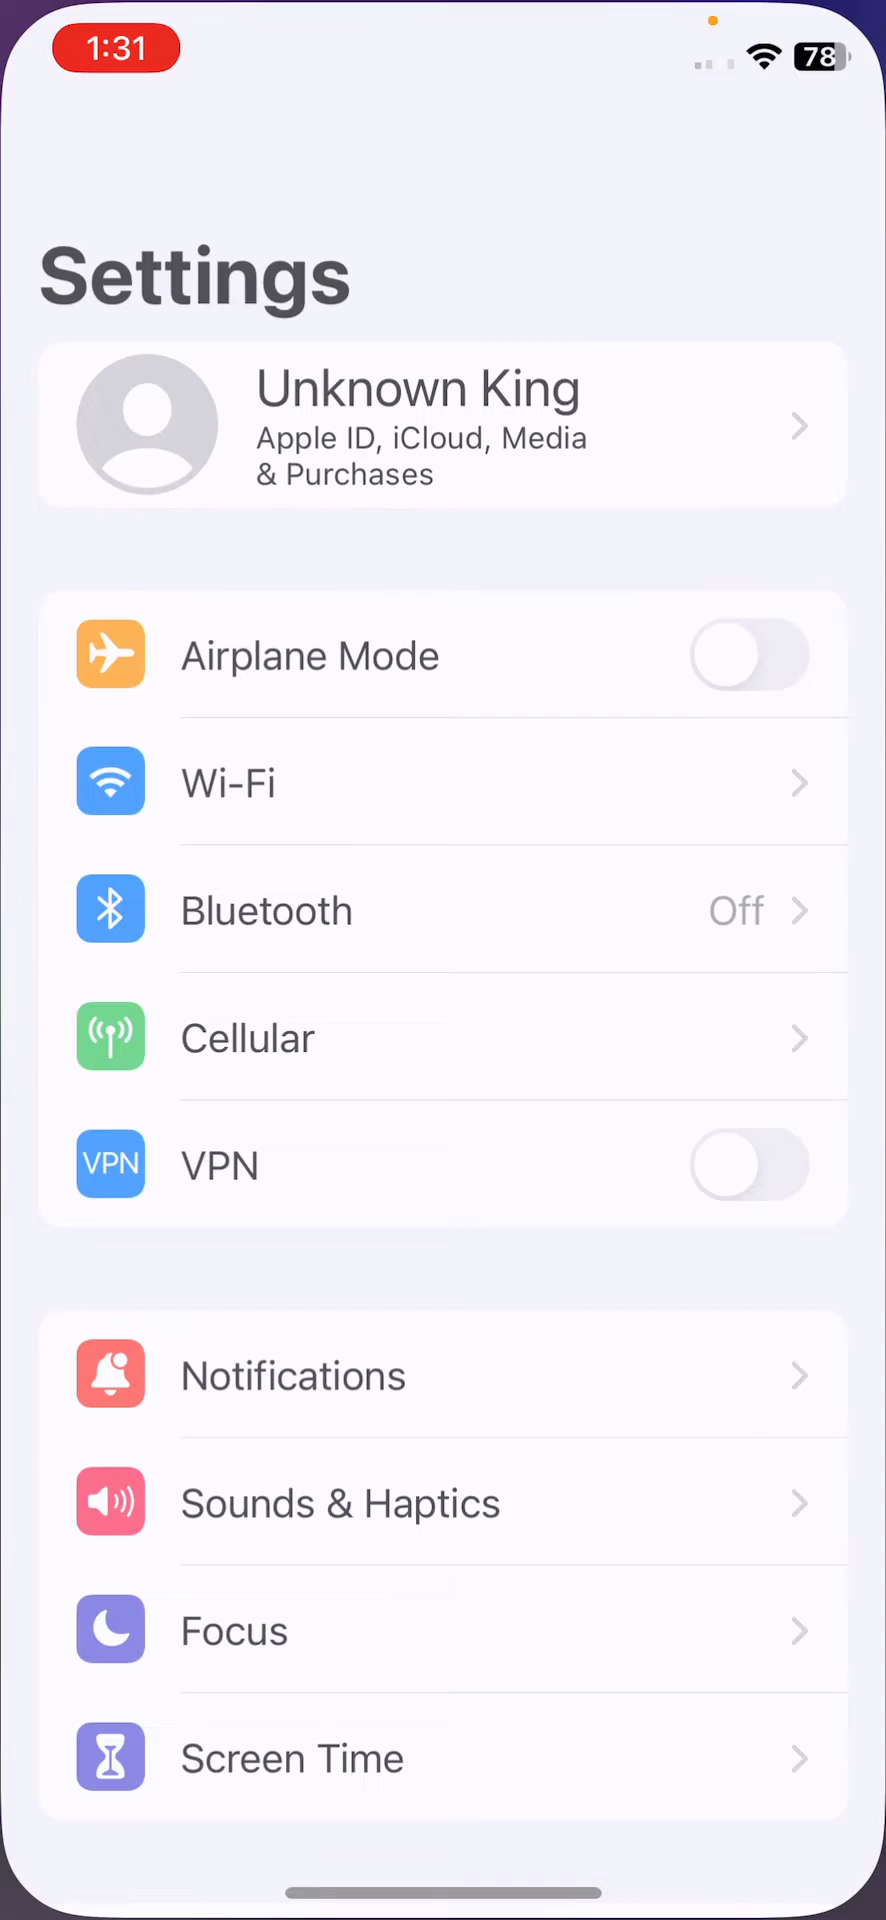 1:31
78
Settings
Unknown King
Apple ID, iCloud, Media
& Purchases
Airplane Mode
Wi-Fi
Bluetooth Off
Cellular
VPN VPN
Notifications
Sounds & Haptics
Focus
Screen Time